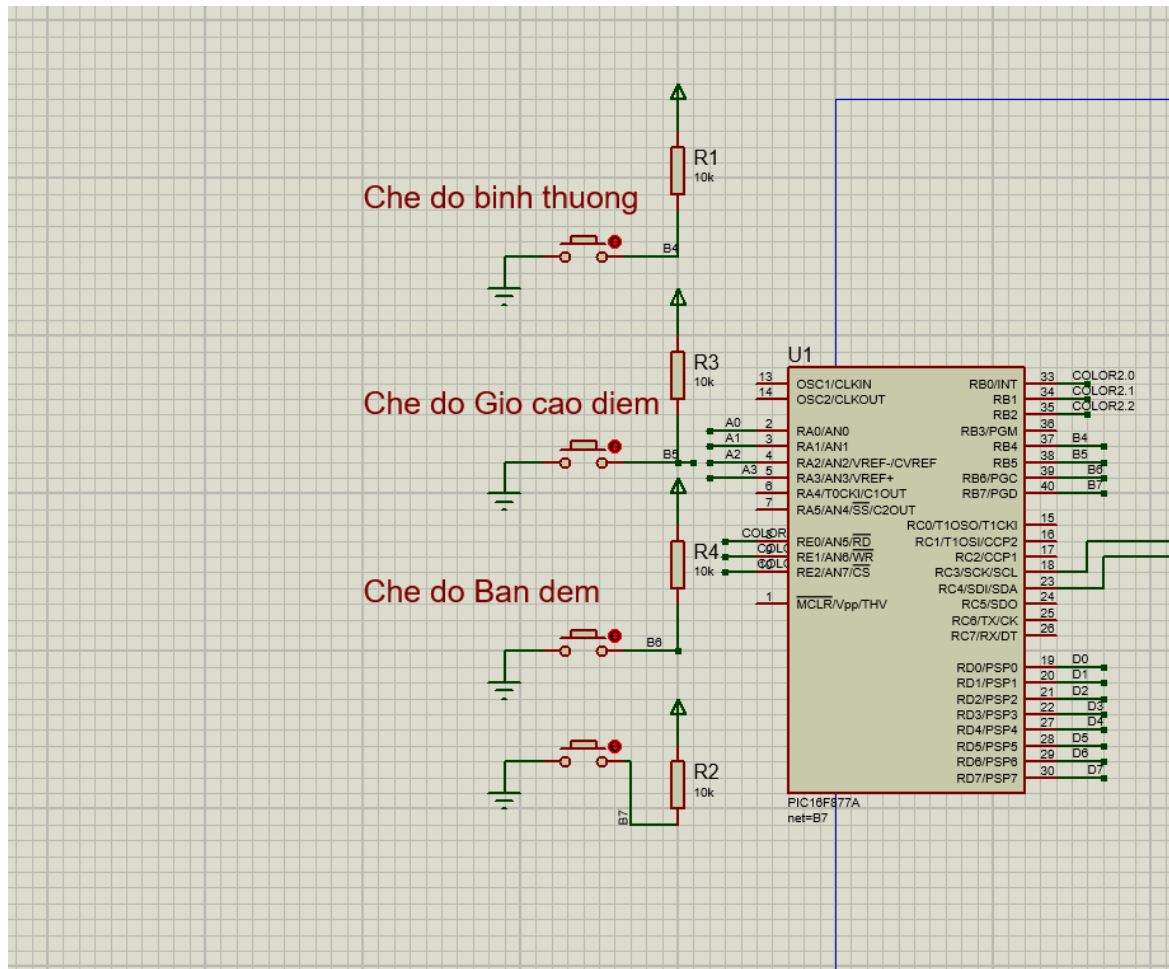 R1
10k
Che do binh thuong
B4
R3
10k
Che do Gio cao diem
B5
R4
10k
Che do Ban dem
B6
R2
10k
B7
U1
13 OSC1/CLKIN
14 OSC2/CLKOUT
A0 2 RA0/AN0
A1 3 RA1/AN1
A2 4 RA2/AN2/VREF-/CVREF
A3 5 RA3/AN3/VREF+
6 RA4/T0CKI/C1OUT
7 RA5/AN4/SS/C2OUT
RE0/AN5/RD
RE1/AN6/WR
RE2/AN7/CS
1 MCLR/Vpp/THV
RB0/INT 33 COLOR2.0
RB1 34 COLOR2.1
RB2 35 COLOR2.2
RB3/PGM 36
RB4 37 B4
RB5 38 B5
RB6/PGC 39 B6
RB7/PGD 40 B7
RC0/T1OSO/T1CKI 15
RC1/T1OSI/CCP2 16
RC2/CCP1 17
RC3/SCK/SCL 18
RC4/SDI/SDA 23
RC5/SDO 24
RC6/TX/CK 25
RC7/RX/DT 26
RD0/PSP0 19 D0
RD1/PSP1 20 D1
RD2/PSP2 21 D2
RD3/PSP3 22 D3
RD4/PSP4 27 D4
RD5/PSP5 28 D5
RD6/PSP6 29 D6
RD7/PSP7 30 D7
PIC16F877A
net=B7